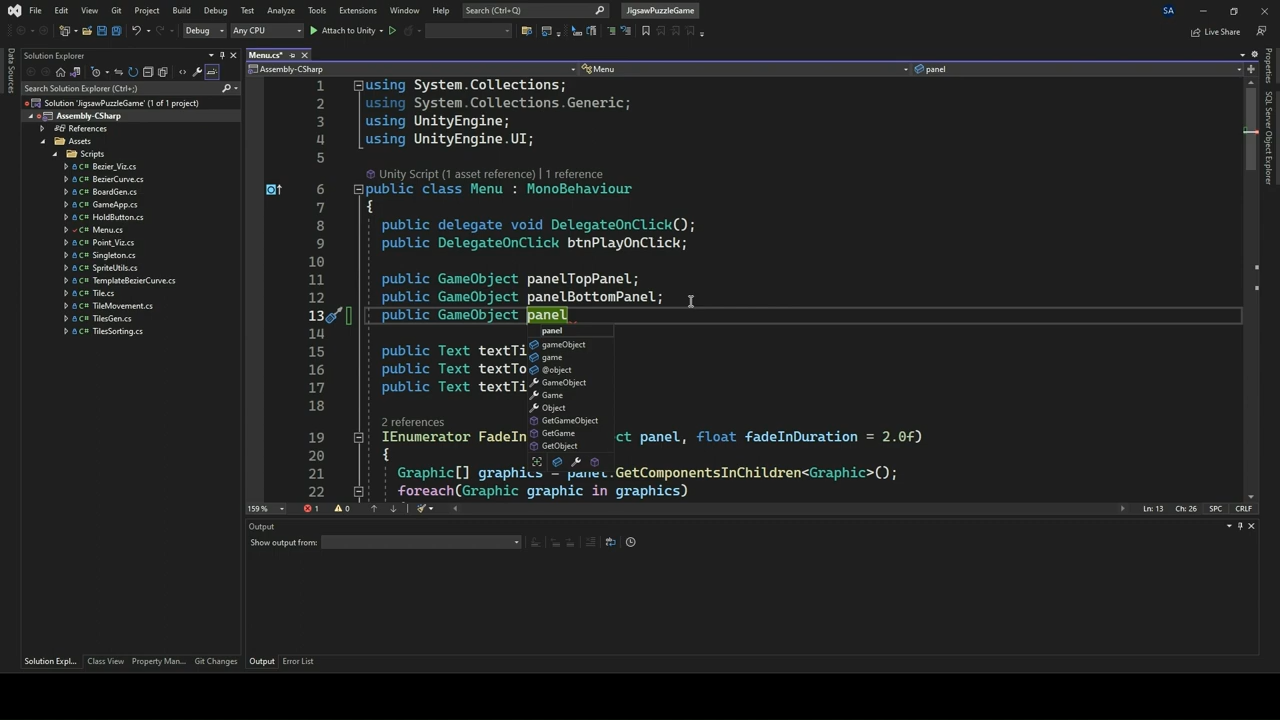 File Edit View Git Project Build Debug Test Analyze Tools Extensions Window Help Search (Ctrl+Q) JigsawPuzzleGame SA
Debug Any CPU Attach to Unity Live Share
Data Sources
Solution Explorer
Search Solution Explorer (Ctrl+;)
Solution 'JigsawPuzzleGame' (1 of 1 project)
Assembly-CSharp
References
Assets
Scripts
C# Bezier_Viz.cs
C# BezierCurve.cs
C# BoardGen.cs
C# GameApp.cs
C# HoldButton.cs
C# Menu.cs
C# Point_Viz.cs
C# Singleton.cs
C# SpriteUtils.cs
C# TemplateBezierCurve.cs
C# Tile.cs
C# TileMovement.cs
C# TilesGen.cs
C# TilesSorting.cs
Solution Expl... Class View Property Man... Git Changes
Menu.cs*
Assembly-CSharp Menu panel
1 using System.Collections;
2 using System.Collections.Generic;
3 using UnityEngine;
4 using UnityEngine.UI;
5
Unity Script (1 asset reference) | 1 reference
6 public class Menu : MonoBehaviour
7 {
8 public delegate void DelegateOnClick();
9 public DelegateOnClick btnPlayOnClick;
10
11 public GameObject panelTopPanel;
12 public GameObject panelBottomPanel;
13 public GameObject panel
14
15 public Text textTi
16 public Text textTo
17 public Text textTi
18
2 references
19 IEnumerator FadeIn ct panel, float fadeInDuration = 2.0f)
20 {
21 Graphic[] graphics = panel.GetComponentsInChildren<Graphic>();
22 foreach(Graphic graphic in graphics)
panel
gameObject
game
@object
GameObject
Game
Object
GetGameObject
GetGame
GetObject
159 % 1 0 Ln: 13 Ch: 26 SPC CRLF
Output
Show output from:
Output Error List
Properties
SQL Server Object Explorer